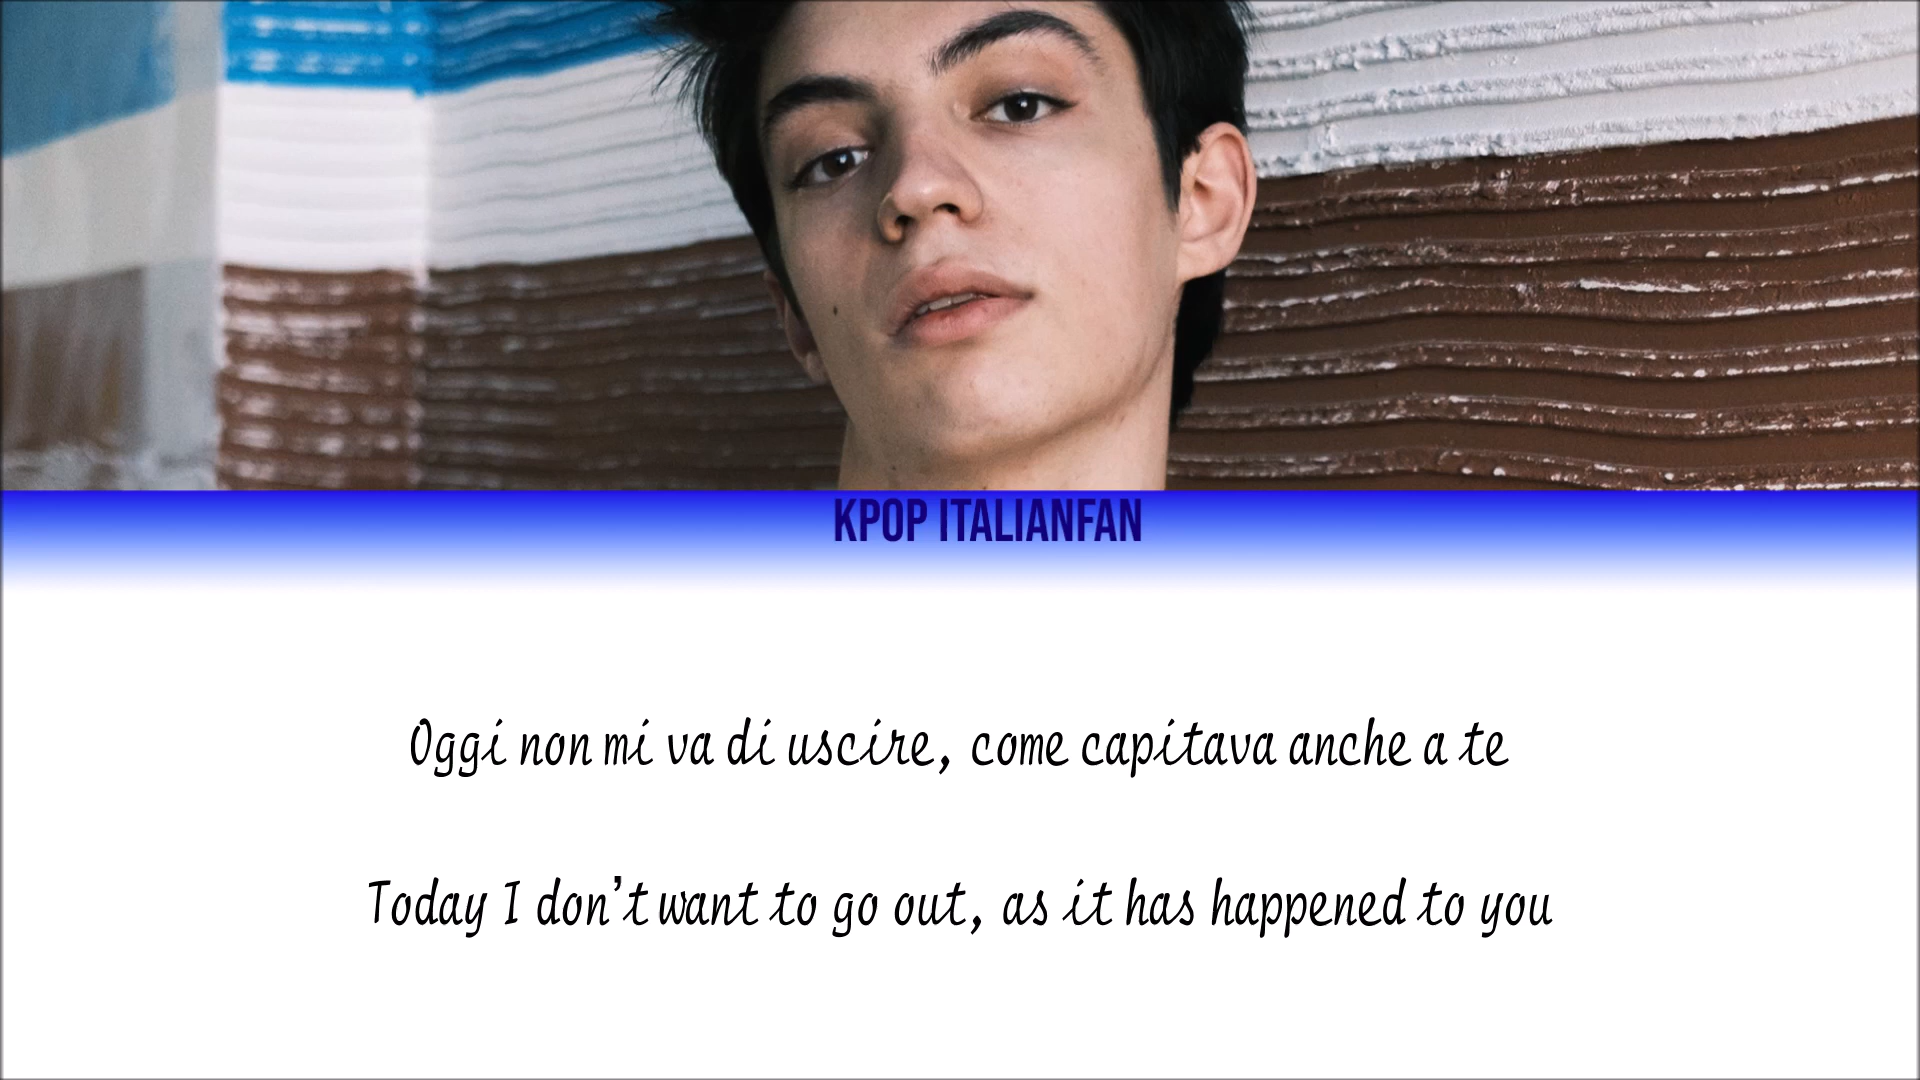 KPOP ITALIANFAN
Oggi non mi va di uscire, come capitava anche a te
Today I don't want to go out, as it has happened to you